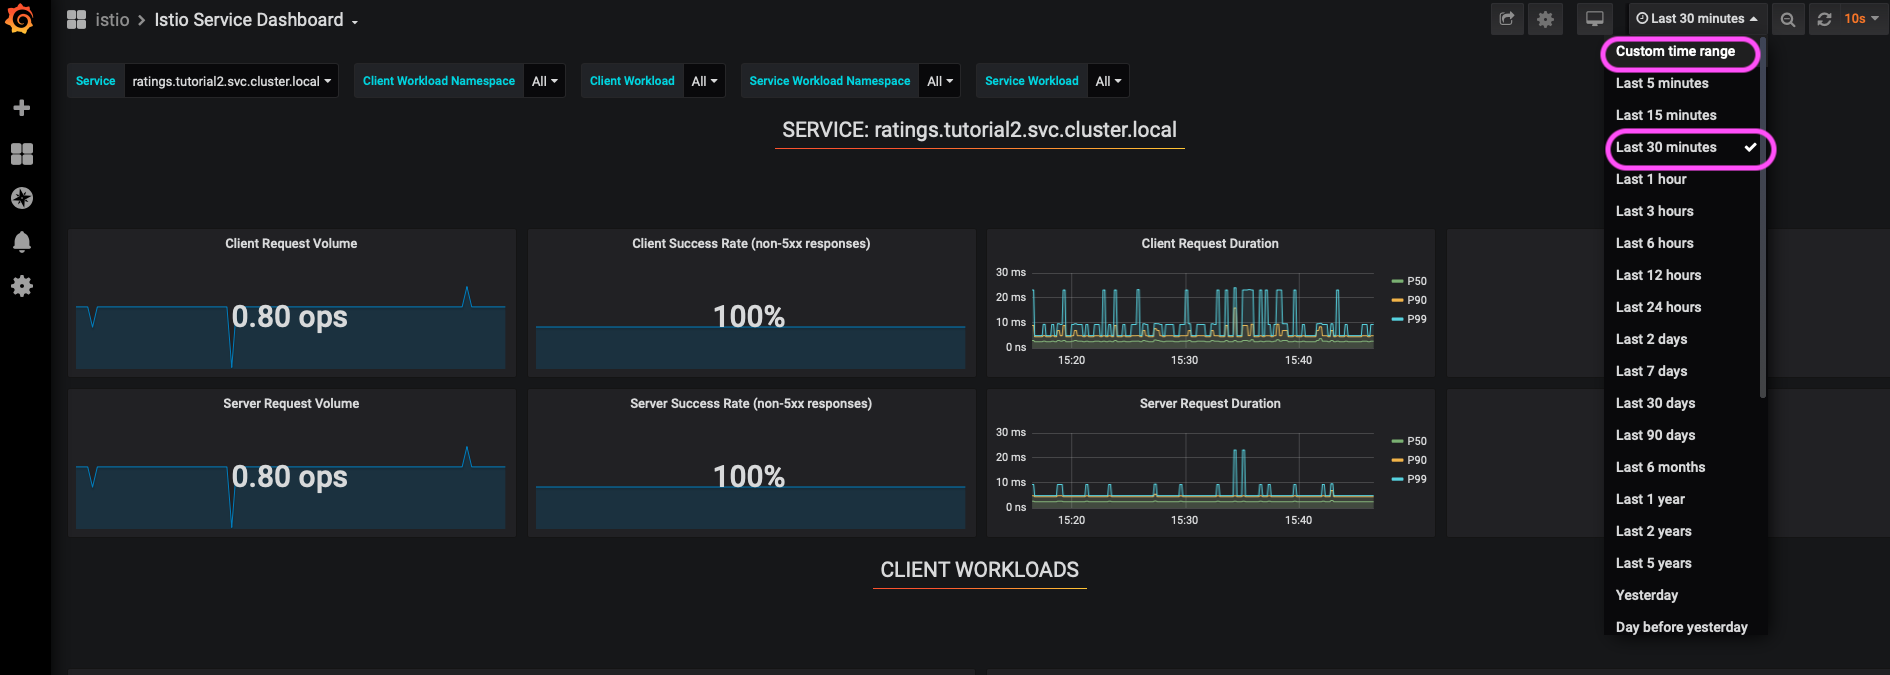 istio > Istio Service Dashboard
Last 30 minutes
10s
Service ratings.tutorial2.svc.cluster.local
Client Workload Namespace All
Client Workload All
Service Workload Namespace All
Service Workload All
Custom time range
Last 5 minutes
Last 15 minutes
Last 30 minutes
Last 1 hour
Last 3 hours
Last 6 hours
Last 12 hours
Last 24 hours
Last 2 days
Last 7 days
Last 30 days
Last 90 days
Last 6 months
Last 1 year
Last 2 years
Last 5 years
Yesterday
Day before yesterday
SERVICE: ratings.tutorial2.svc.cluster.local
Client Request Volume
0.80 ops
Client Success Rate (non-5xx responses)
100%
Client Request Duration
30 ms
20 ms
10 ms
0 ns
15:20 15:30 15:40
P50
P90
P99
Server Request Volume
0.80 ops
Server Success Rate (non-5xx responses)
100%
Server Request Duration
30 ms
20 ms
10 ms
0 ns
15:20 15:30 15:40
P50
P90
P99
CLIENT WORKLOADS